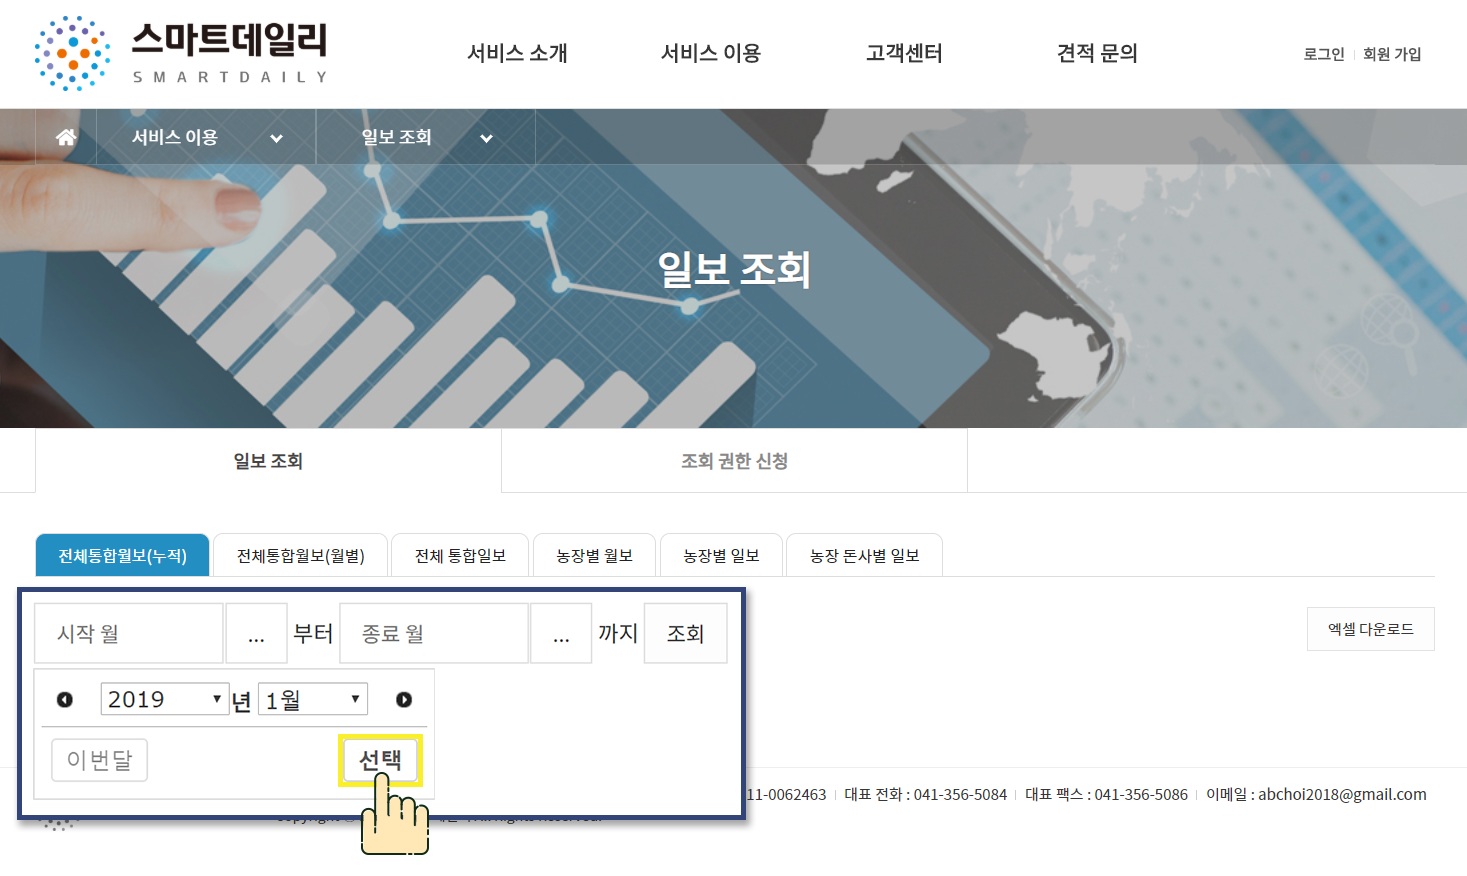 스마트데일리
SMARTDAILY
서비스 소개
서비스 이용
고객센터
견적 문의
로그인
회원 가입
서비스 이용
일보 조회
일보 조회
일보 조회
조회 권한 신청
전체통합월보(누적)
전체통합월보(월별)
전체 통합일보
농장별 월보
농장별 일보
농장 돈사별 일보
시작 월
...
부터
종료 월
...
까지
조회
엑셀 다운로드
2019
년
1월
이번달
선택
11-0062463
대표 전화 : 041-356-5084
대표 팩스 : 041-356-5086
이메일 : abchoi2018@gmail.com